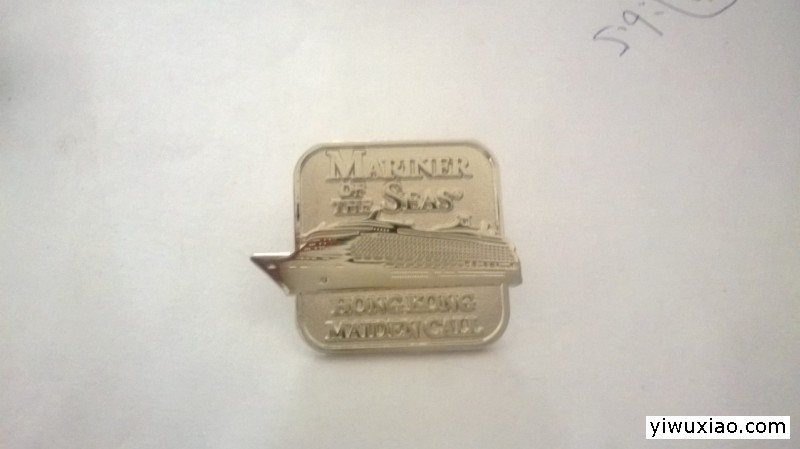 MARINER
OF
THE SEAS®
HONG KONG
MAIDEN CALL
yiwuxiao.com